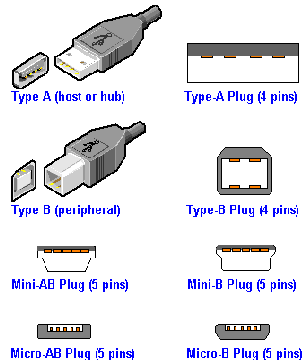 Type A (host or hub)
Type-A Plug (4 pins)
Type B (peripheral)
Type-B Plug (4 pins)
Mini-AB Plug (5 pins)
Mini-B Plug (5 pins)
Micro-AB Plug (5 pins)
Micro-B Plug (5 pins)